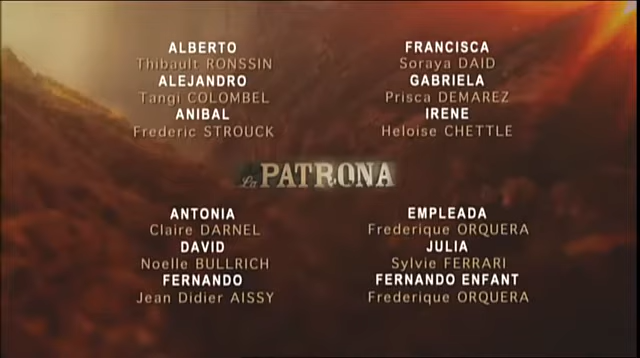 ALBERTO
Thibault RONSSIN
ALEJANDRO
Tangi COLOMBEL
ANIBAL
Frederic STROUCK
FRANCISCA
Soraya DAID
GABRIELA
Prisca DEMAREZ
IRENE
Heloise CHETTLE
La PATRONA
ANTONIA
Claire DARNEL
DAVID
Noelle BULLRICH
FERNANDO
Jean Didier AISSY
EMPLEADA
Frederique ORQUERA
JULIA
Sylvie FERRARI
FERNANDO ENFANT
Frederique ORQUERA